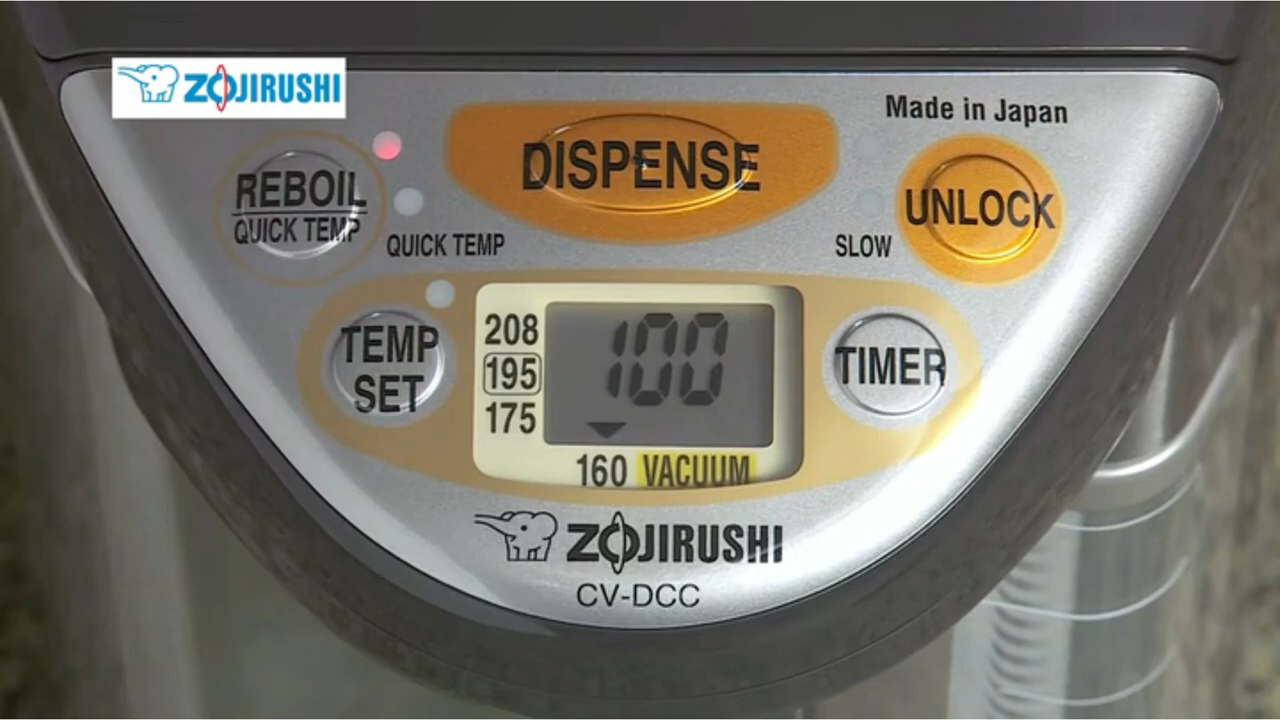 ZOJIRUSHI
Made in Japan
REBOIL
QUICK TEMP
DISPENSE
UNLOCK
QUICK TEMP
SLOW
TEMP
SET
208
195
175
100
TIMER
160 VACUUM
ZOJIRUSHI
CV-DCC